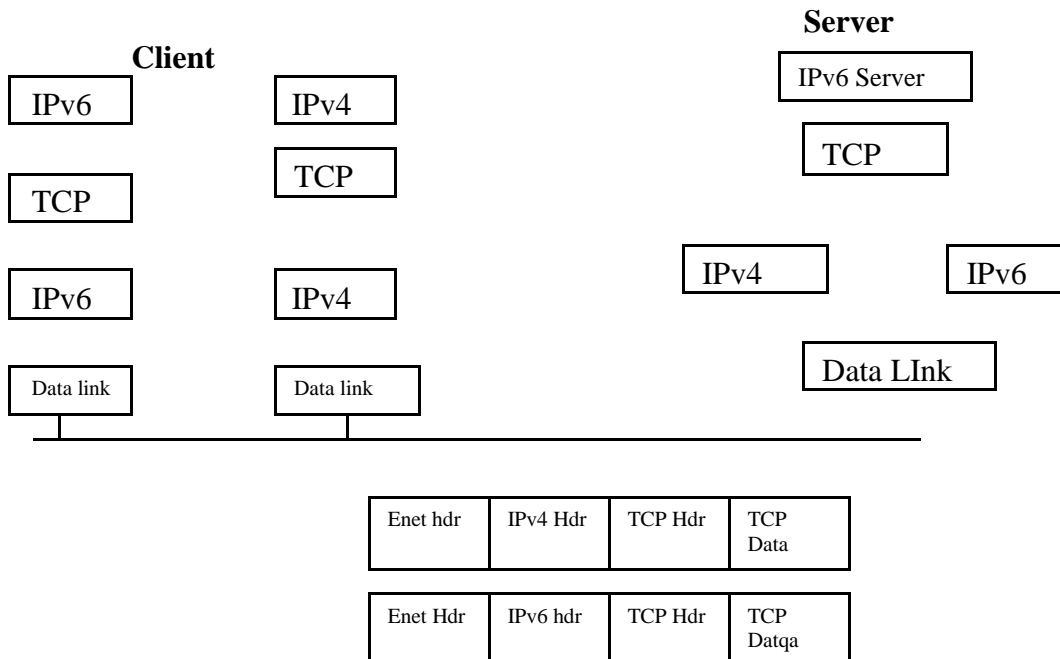 Server
Client
IPv6 Server
IPv6
IPv4
TCP
TCP
TCP
IPv4
IPv6
IPv6
IPv4
Data LInk
Data link
Data link
Enet hdr
IPv4 Hdr
TCP Hdr
TCP
Data
Enet Hdr
IPv6 hdr
TCP Hdr
TCP
Datqa